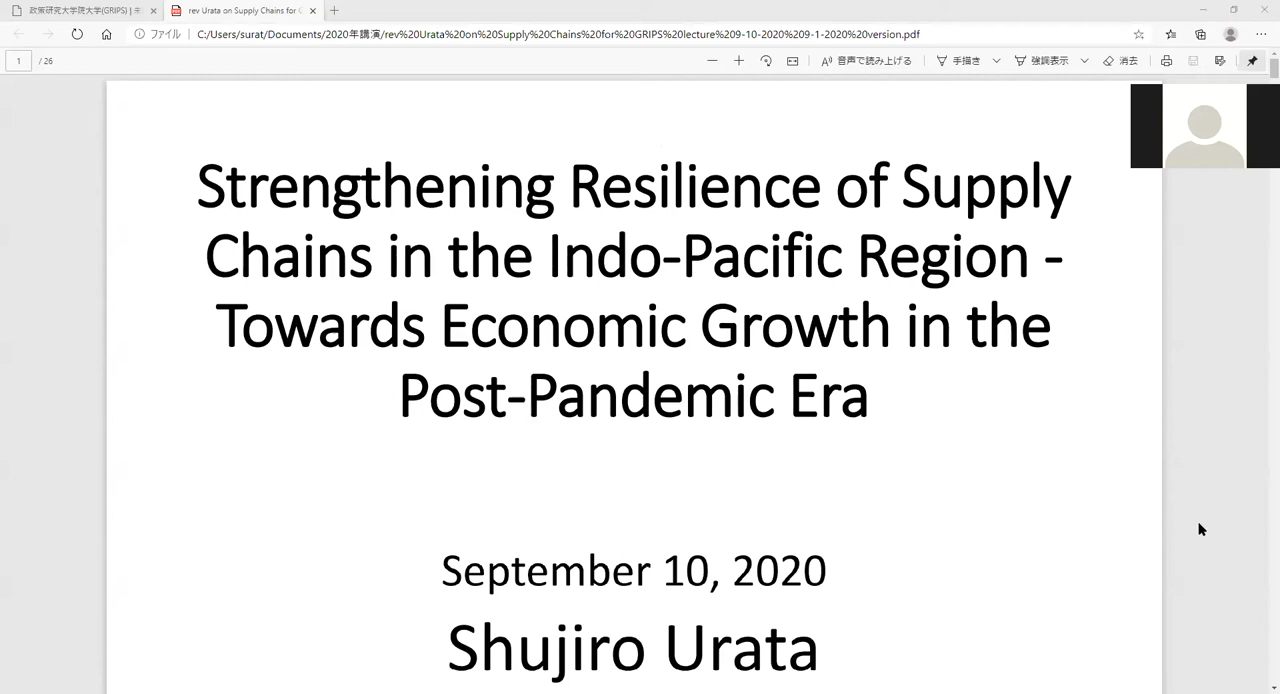 政策研究大学院大学(GRIPS) |
rev Urata on Supply Chains for G
ファイル
C:/Users/surat/Documents/2020年講演/rev%20Urata%20on%20Supply%20Chains%20for%20GRIPS%20lecture%209-10-2020%209-1-2020%20version.pdf
1 / 26
音声で読み上げる
手描き
強調表示
消去
Strengthening Resilience of Supply
Chains in the Indo-Pacific Region -
Towards Economic Growth in the
Post-Pandemic Era
September 10, 2020
Shujiro Urata